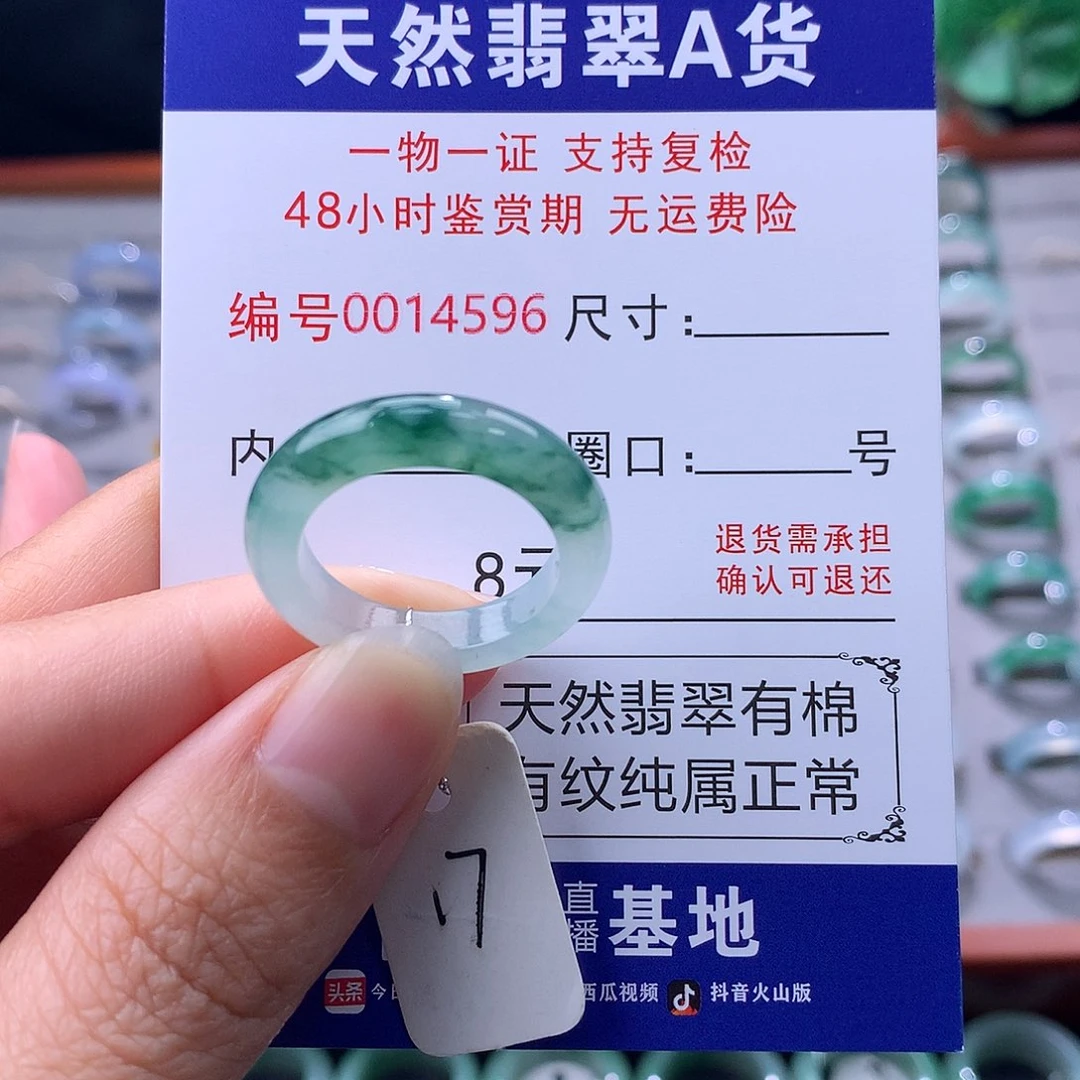 天然翡翠A货
一物一证 支持复检
48小时鉴赏期 无运费险
编号0014596 尺寸:
内 圈口: 号
8元
退货需承担
确认可退还
天然翡翠有棉
有纹纯属正常
直播基地
头条 今日 西瓜视频 抖音火山版
17